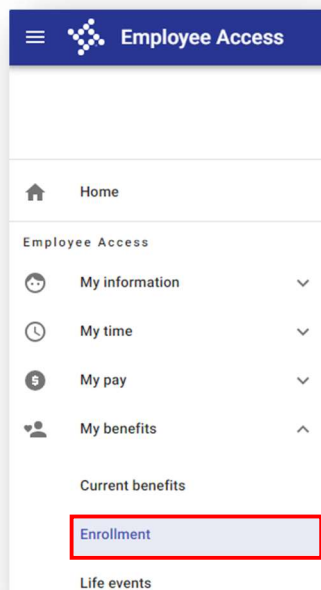 Employee Access
Home
Employee Access
My information
My time
My pay
My benefits
Current benefits
Enrollment
Life events